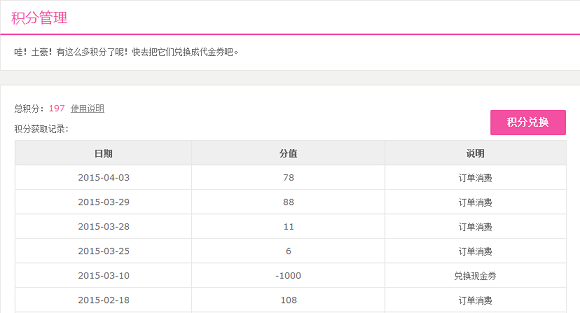 积分管理
哇！土豪！有这么多积分了呢！快去把它们兑换成代金券吧。
总积分：197 使用说明
积分兑换
积分获取记录：
日期 分值 说明
2015-04-03 78 订单消费
2015-03-29 88 订单消费
2015-03-28 11 订单消费
2015-03-25 6 订单消费
2015-03-10 -1000 兑换现金券
2015-02-18 108 订单消费